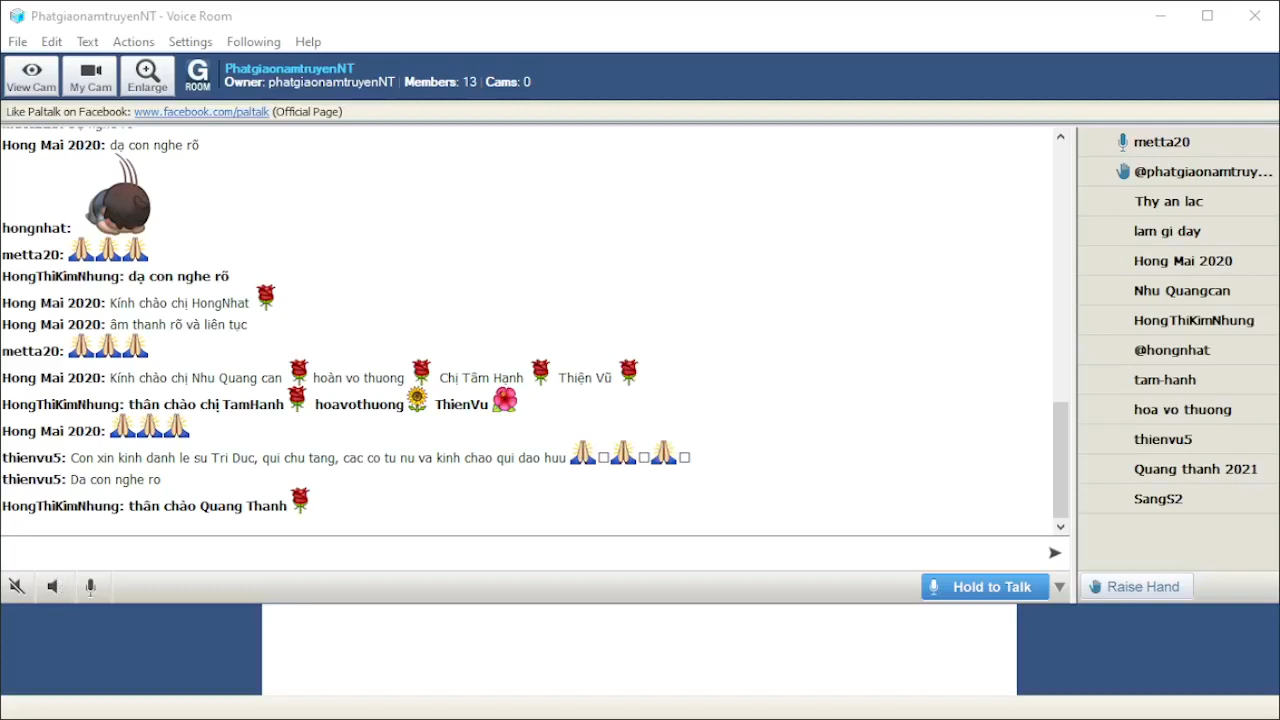 PhatgiaonamtruyenNT - Voice Room
File Edit Text Actions Settings Following Help
View Cam My Cam Enlarge G ROOM
PhatgiaonamtruyenNT
Owner: phatgiaonamtruyenNT | Members: 13 | Cams: 0
Like Paltalk on Facebook: www.facebook.com/paltalk (Official Page)
Hong Mai 2020: dạ con nghe rõ
hongnhat:
metta20:
HongThiKimNhung: dạ con nghe rõ
Hong Mai 2020: Kính chào chị HongNhat
Hong Mai 2020: âm thanh rõ và liên tục
metta20:
Hong Mai 2020: Kính chào chị Nhu Quang can hoàn vo thuong Chị Tâm Hạnh Thiện Vũ
HongThiKimNhung: thân chào chị TamHanh hoavothuong ThienVu
Hong Mai 2020:
thienvu5: Con xin kinh danh le su Tri Duc, qui chu tang, cac co tu nu va kinh chao qui dao huu
thienvu5: Da con nghe ro
HongThiKimNhung: thân chào Quang Thanh
Hold to Talk
metta20
@phatgiaonamtruy...
Thy an lac
lam gi day
Hong Mai 2020
Nhu Quangcan
HongThiKimNhung
@hongnhat
tam-hanh
hoa vo thuong
thienvu5
Quang thanh 2021
SangS2
Raise Hand